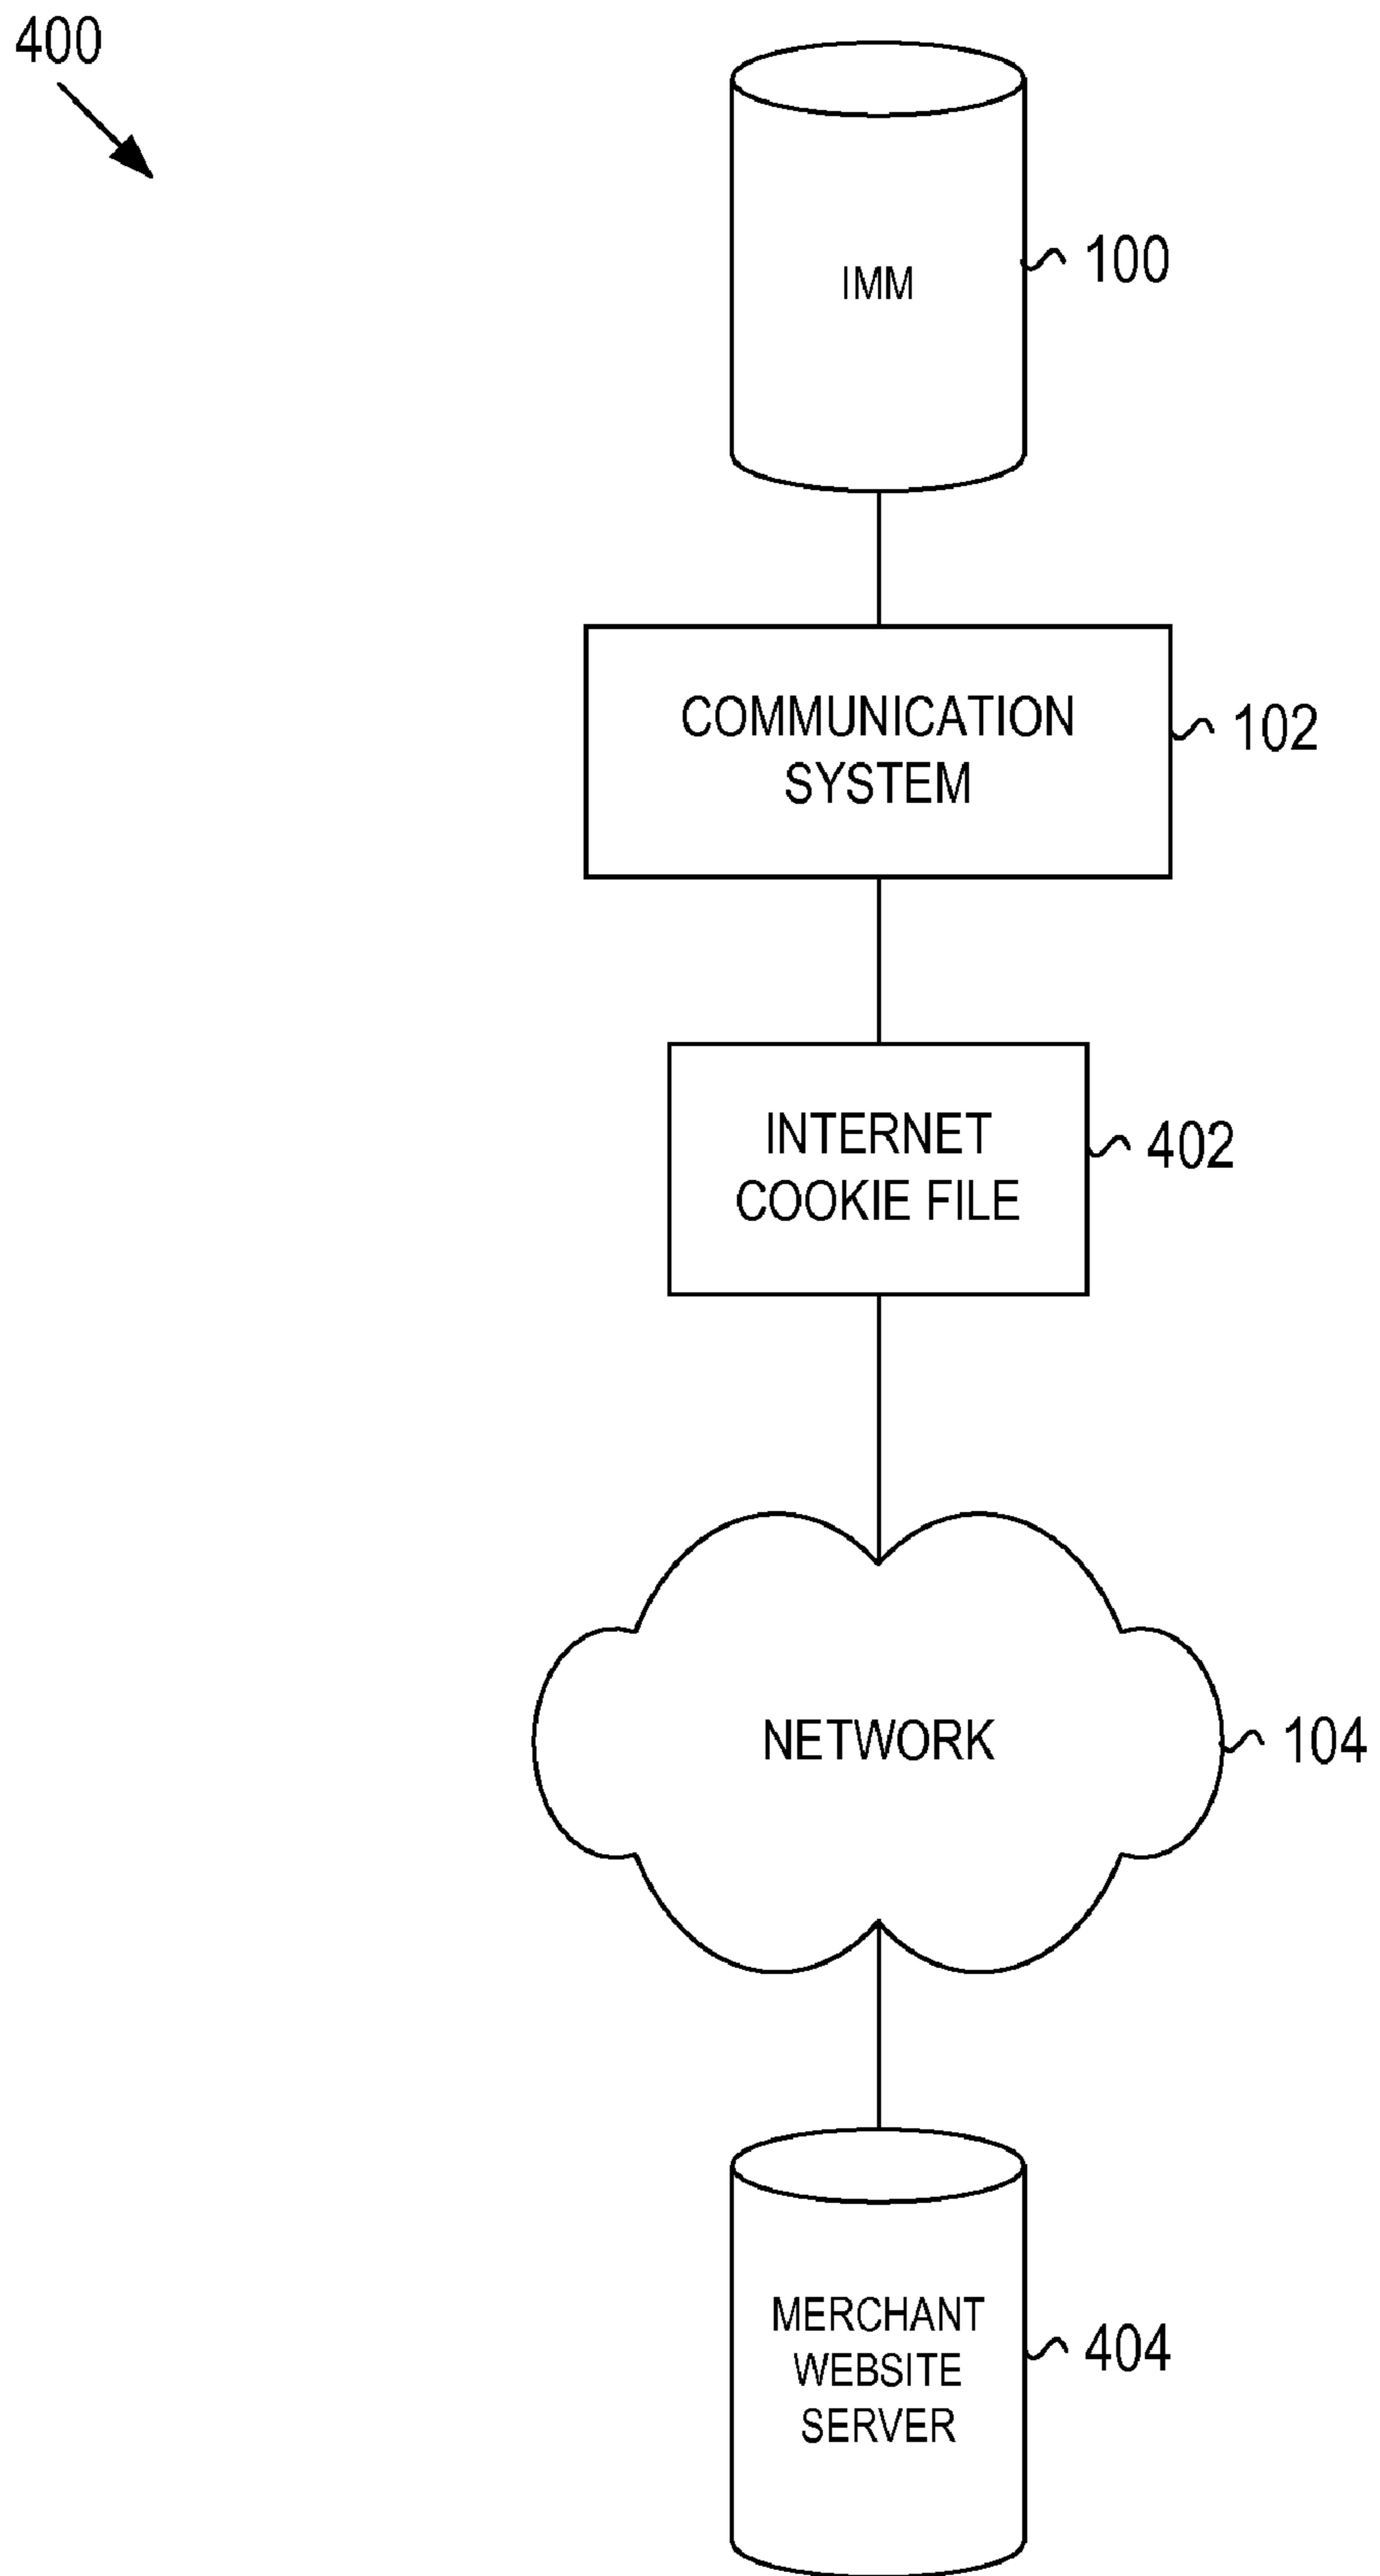 400
IMM
100
COMMUNICATION
SYSTEM
102
INTERNET
COOKIE FILE
402
NETWORK
104
MERCHANT
WEBSITE
SERVER
404